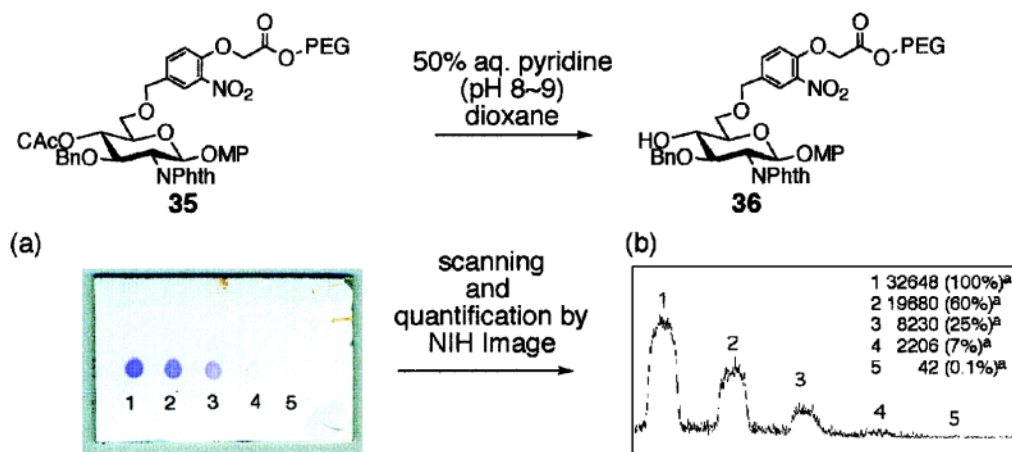 O
O O-PEG
O NO₂
CAcO O
BnO OMP
NPhth
35
50% aq. pyridine
(pH 8~9)
dioxane
O
O O-PEG
O NO₂
HO O
BnO OMP
NPhth
36
(a)
1 2 3 4 5
scanning
and
quantification by
NIH Image
(b)
1
2
3
4
5
1 32648 (100%)ª
2 19680 (60%)ª
3 8230 (25%)ª
4 2206 (7%)ª
5 42 (0.1%)ª